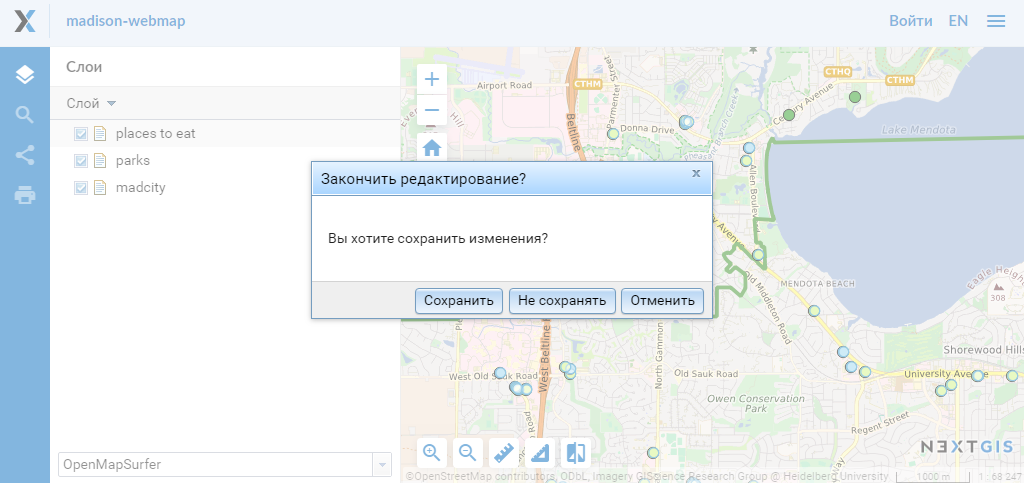 madison-webmap
Войти EN
Слои
Слой
places to eat
parks
madcity
OpenMapSurfer
Закончить редактирование?
x
Вы хотите сохранить изменения?
Сохранить Не сохранять Отменить
CTHQ
CTHM
CTHM
Airport Road
Parmenter Street
Donna Drive
Beltline
Century Avenue
Lake Mendota
Allen Boulevard
Avenue
MENDOTA BEACH
Old Middleton Road
Eagle Heights
308
Shorewood Hills
University Avenue
West Old Sauk Road
Old Sauk Road
West Beltline
North Gammon
Owen Conservation
Park
Regent Street
NEXTGIS
©OpenStreetMap contributors, ODbL, Imagery GIScience Research Group @ Heidelberg University
1000 m
1 : 68 247